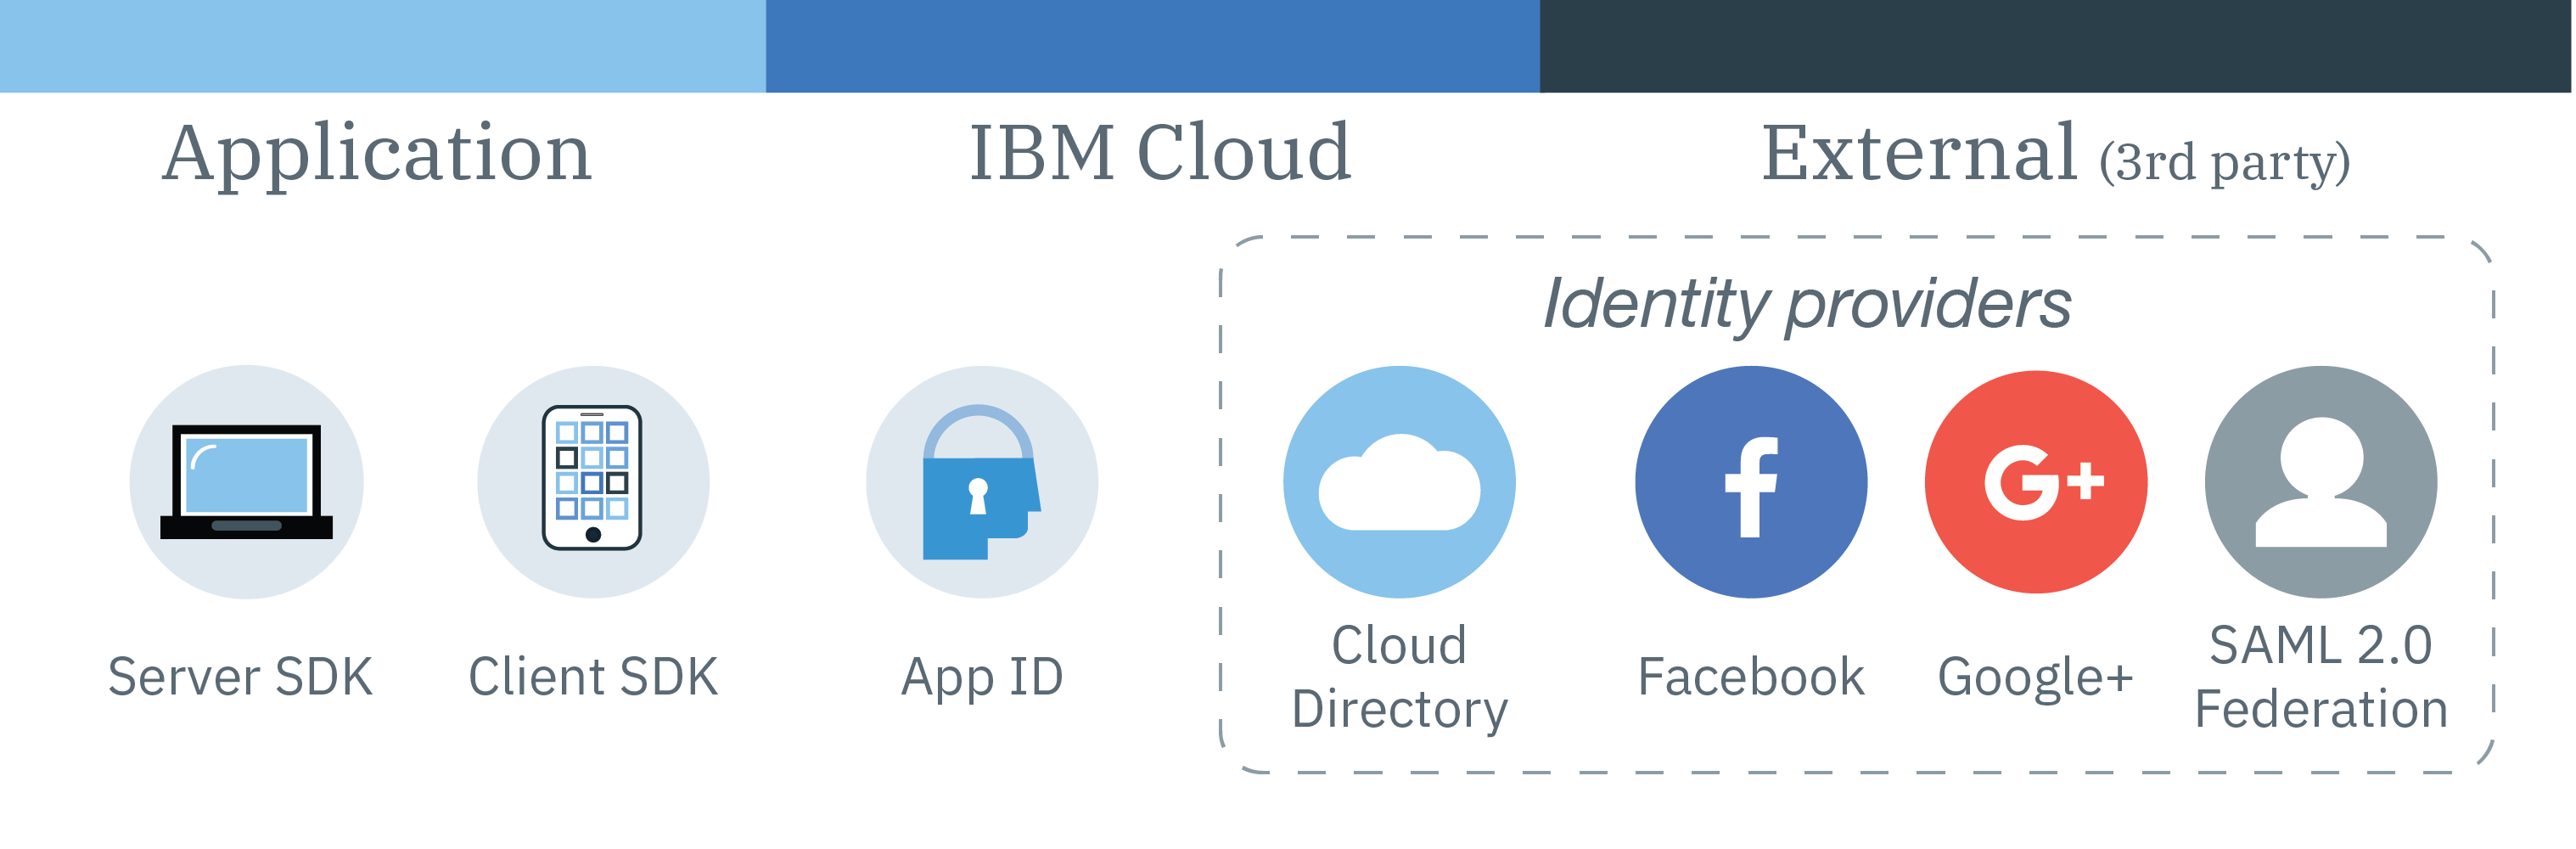 Application
IBM Cloud
External (3rd party)
Identity providers
Server SDK
Client SDK
App ID
Cloud
Directory
Facebook
Google+
SAML 2.0
Federation